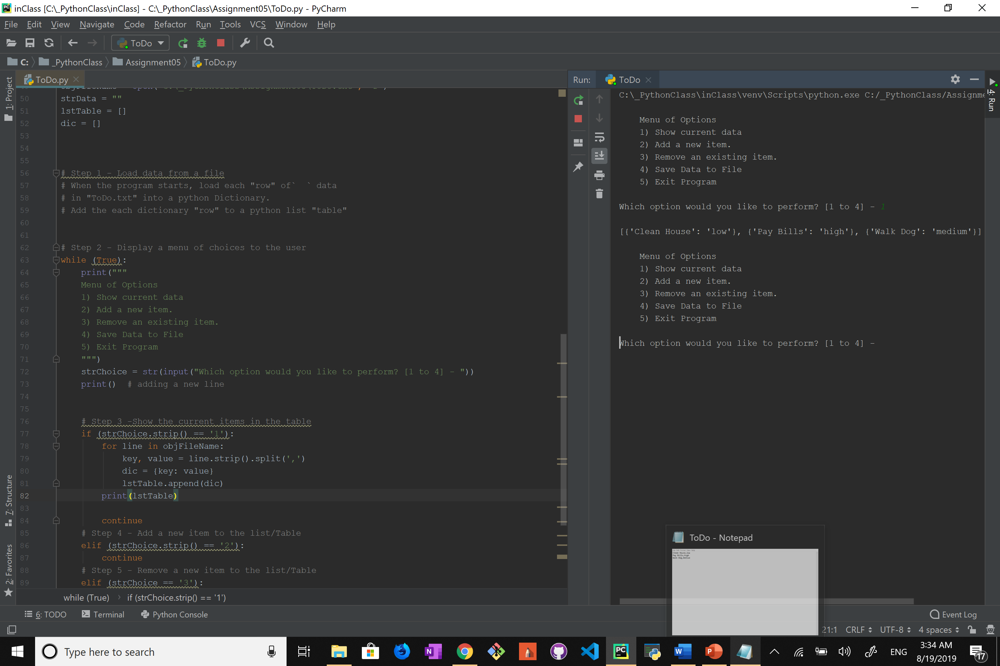 inClass [C:\_PythonClass\inClass] - C:\_PythonClass\Assignment05\ToDo.py - PyCharm
File Edit View Navigate Code Refactor Run Tools VCS Window Help
ToDo
C: _PythonClass Assignment05 ToDo.py
1: Project
ToDo.py
50 strData = ""
51 lstTable = []
52 dic = []
53
54
55
56 # Step 1 - Load data from a file
57 # When the program starts, load each "row" of`  ` data
58 # in "ToDo.txt" into a python Dictionary.
59 # Add the each dictionary "row" to a python list "table"
60
61
62 # Step 2 - Display a menu of choices to the user
63 while (True):
64     print("""
65     Menu of Options
66     1) Show current data
67     2) Add a new item.
68     3) Remove an existing item.
69     4) Save Data to File
70     5) Exit Program
71     """)
72     strChoice = str(input("Which option would you like to perform? [1 to 4] - "))
73     print()  # adding a new line
74
75
76     # Step 3 -Show the current items in the table
77     if (strChoice.strip() == '1'):
78         for line in objFileName:
79             key, value = line.strip().split(',')
80             dic = {key: value}
81             lstTable.append(dic)
82         print(lstTable)
83
84         continue
85     # Step 4 - Add a new item to the list/Table
86     elif (strChoice.strip() == '2'):
87         continue
88     # Step 5 - Remove a new item to the list/Table
89     elif (strChoice == '3'):
while (True) if (strChoice.strip() == '1')
7: Structure
2: Favorites
Run: ToDo
4: Run
C:\_PythonClass\inClass\venv\Scripts\python.exe C:/_PythonClass/Assignme
    Menu of Options
    1) Show current data
    2) Add a new item.
    3) Remove an existing item.
    4) Save Data to File
    5) Exit Program
Which option would you like to perform? [1 to 4] - 1
[{'Clean House': 'low'}, {'Pay Bills': 'high'}, {'Walk Dog': 'medium'}]
    Menu of Options
    1) Show current data
    2) Add a new item.
    3) Remove an existing item.
    4) Save Data to File
    5) Exit Program
Which option would you like to perform? [1 to 4] -
ToDo - Notepad
Clean House,low
Pay Bills,high
Walk Dog,medium
6: TODO Terminal Python Console Event Log
21:1 CRLF UTF-8 4 spaces
Type here to search
ENG
3:34 AM
8/19/2019
17